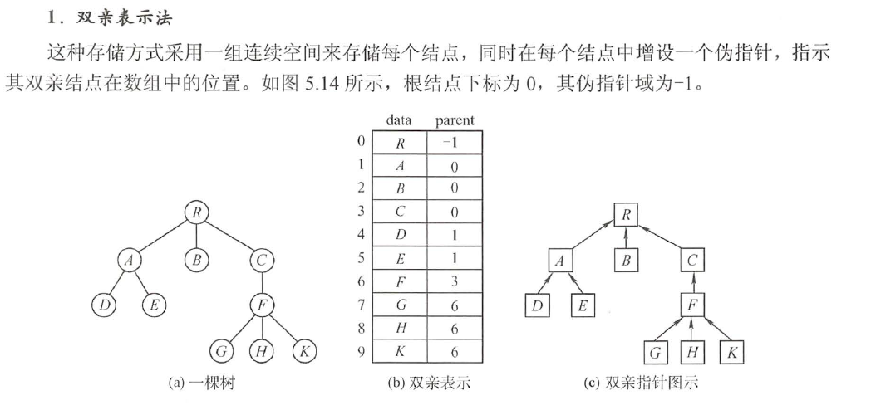 1．双亲表示法
这种存储方式采用一组连续空间来存储每个结点，同时在每个结点中增设一个伪指针，指示
其双亲结点在数组中的位置。如图 5.14 所示，根结点下标为 0，其伪指针域为-1。
data parent
0 R -1
1 A 0
2 B 0
3 C 0
4 D 1
5 E 1
6 F 3
7 G 6
8 H 6
9 K 6
R
A B C
D E F
G H K
R
A B C
D E F
G H K
(a) 一棵树 (b) 双亲表示 (c) 双亲指针图示